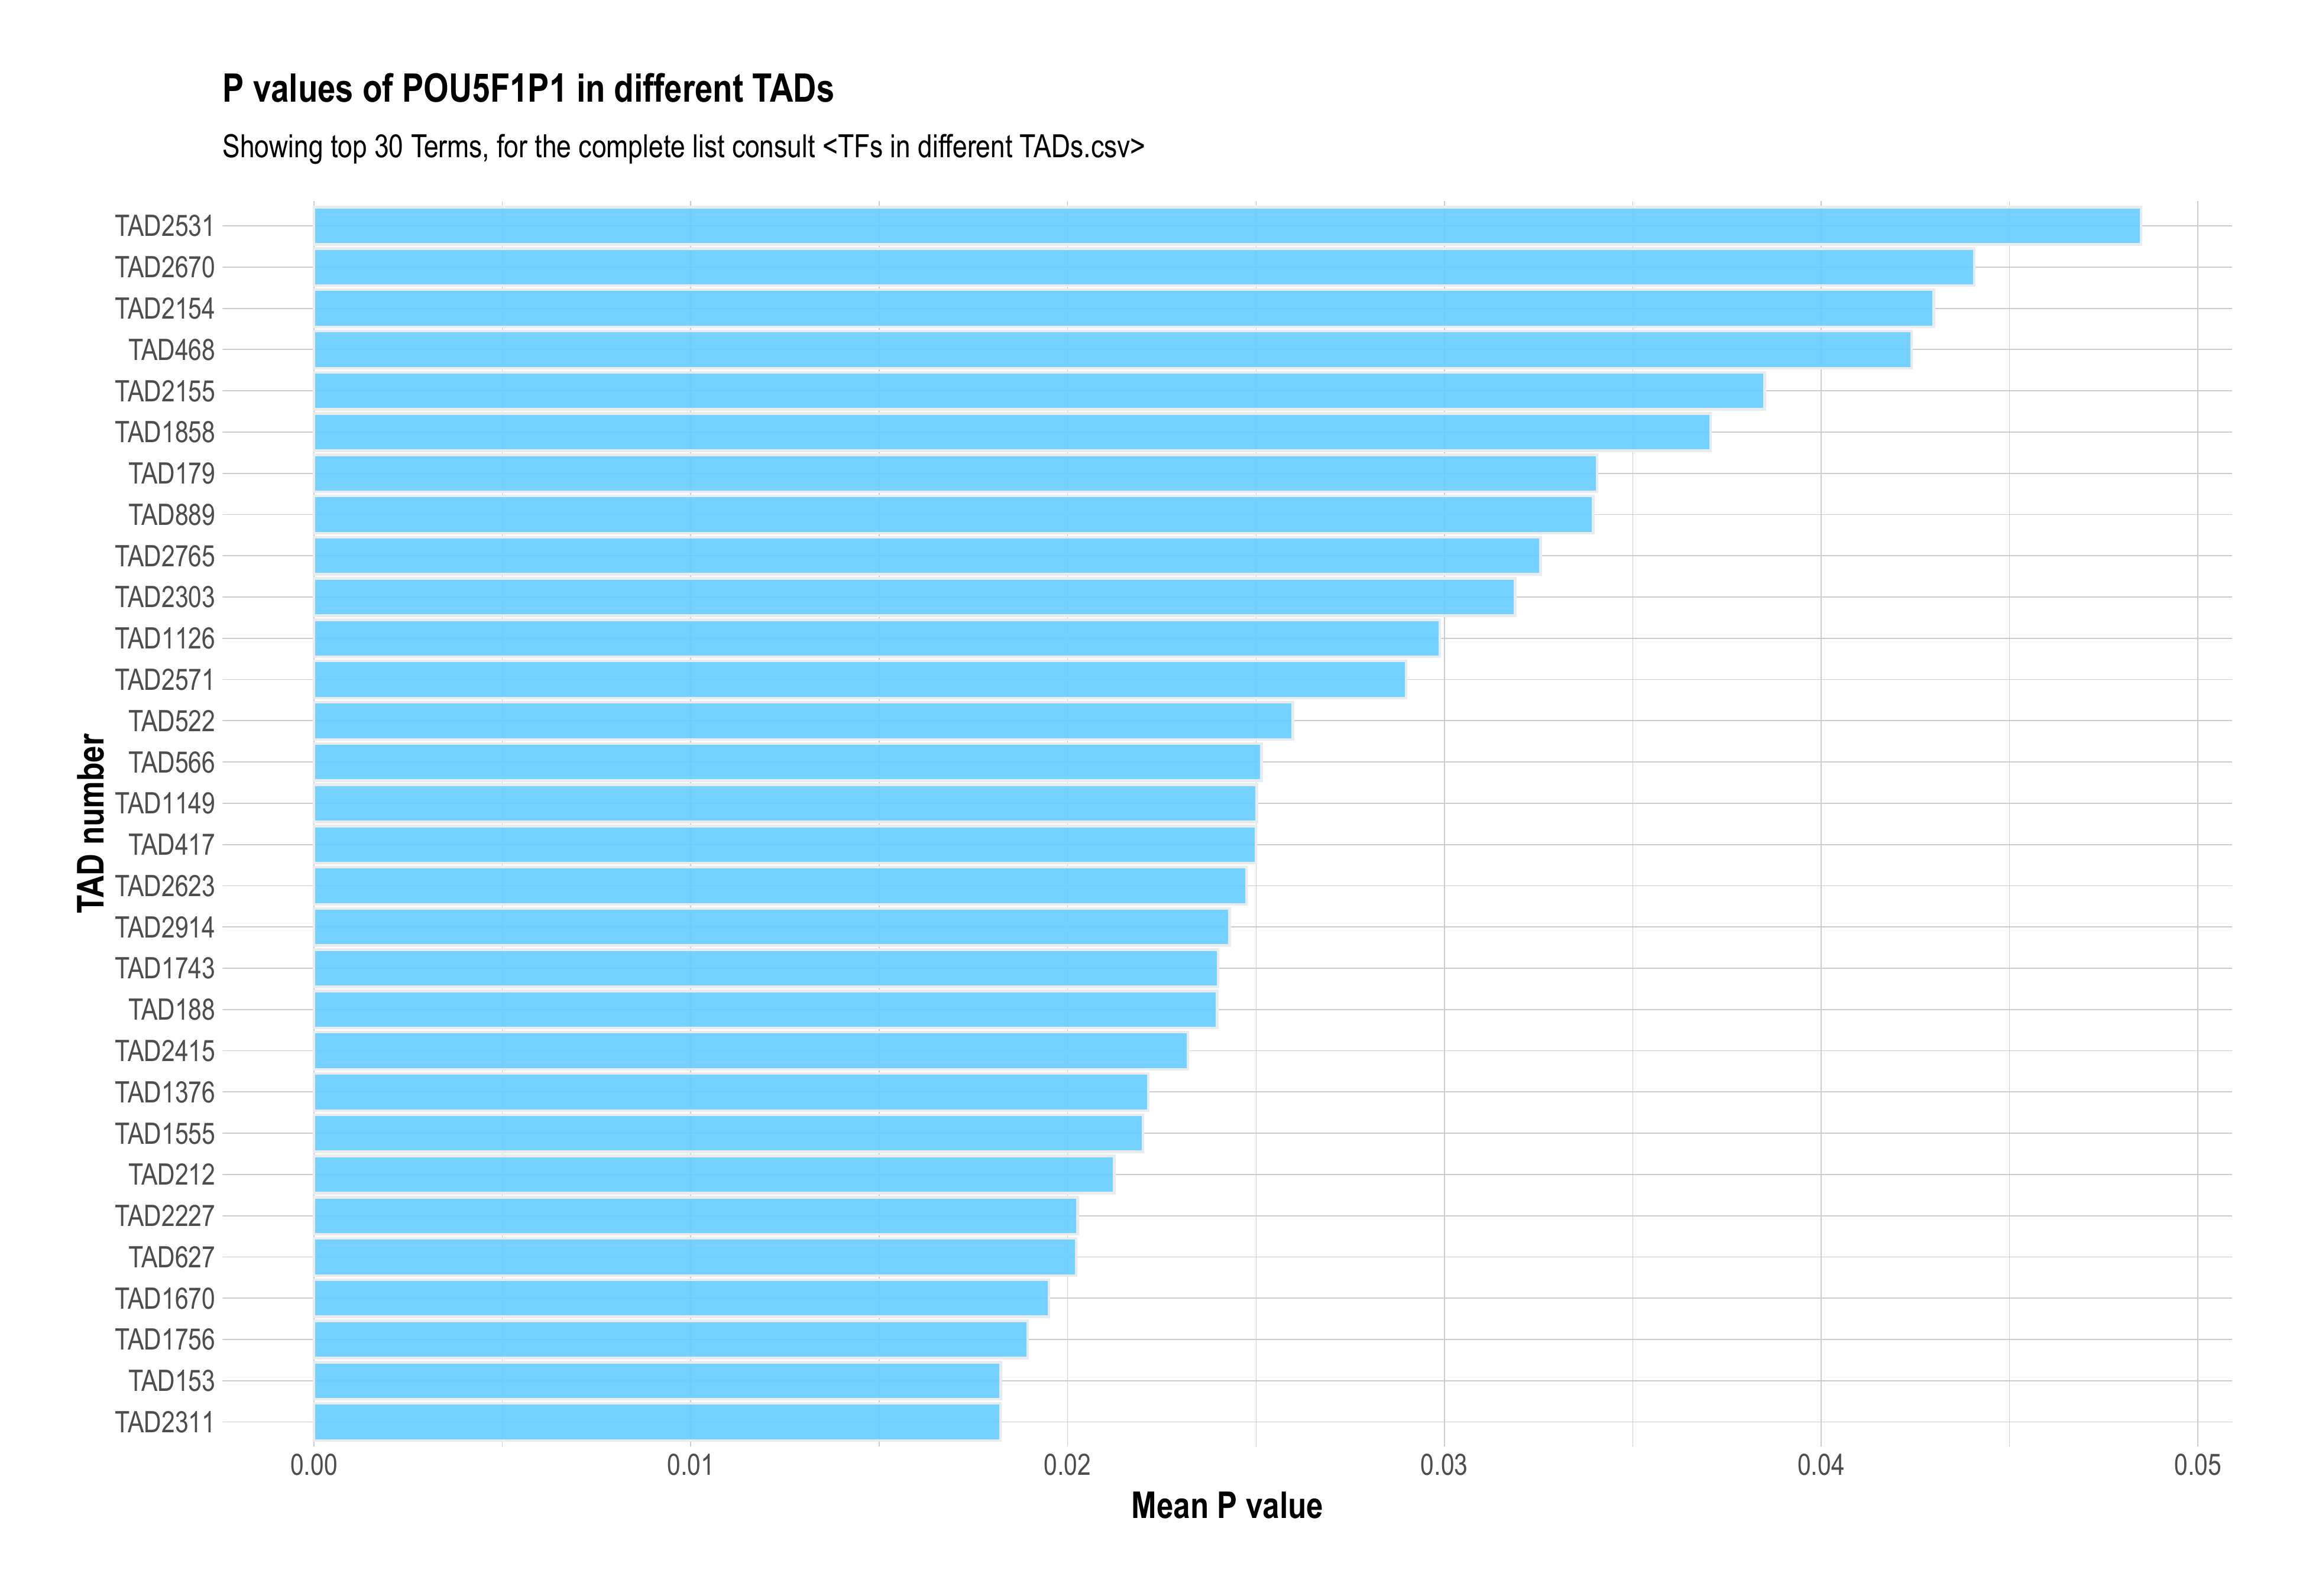 P values of POU5F1P1 in different TADs
Showing top 30 Terms, for the complete list consult <TFs in different TADs.csv>
TAD number
TAD2531
TAD2670
TAD2154
TAD468
TAD2155
TAD1858
TAD179
TAD889
TAD2765
TAD2303
TAD1126
TAD2571
TAD522
TAD566
TAD1149
TAD417
TAD2623
TAD2914
TAD1743
TAD188
TAD2415
TAD1376
TAD1555
TAD212
TAD2227
TAD627
TAD1670
TAD1756
TAD153
TAD2311
0.00 0.01 0.02 0.03 0.04 0.05
Mean P value